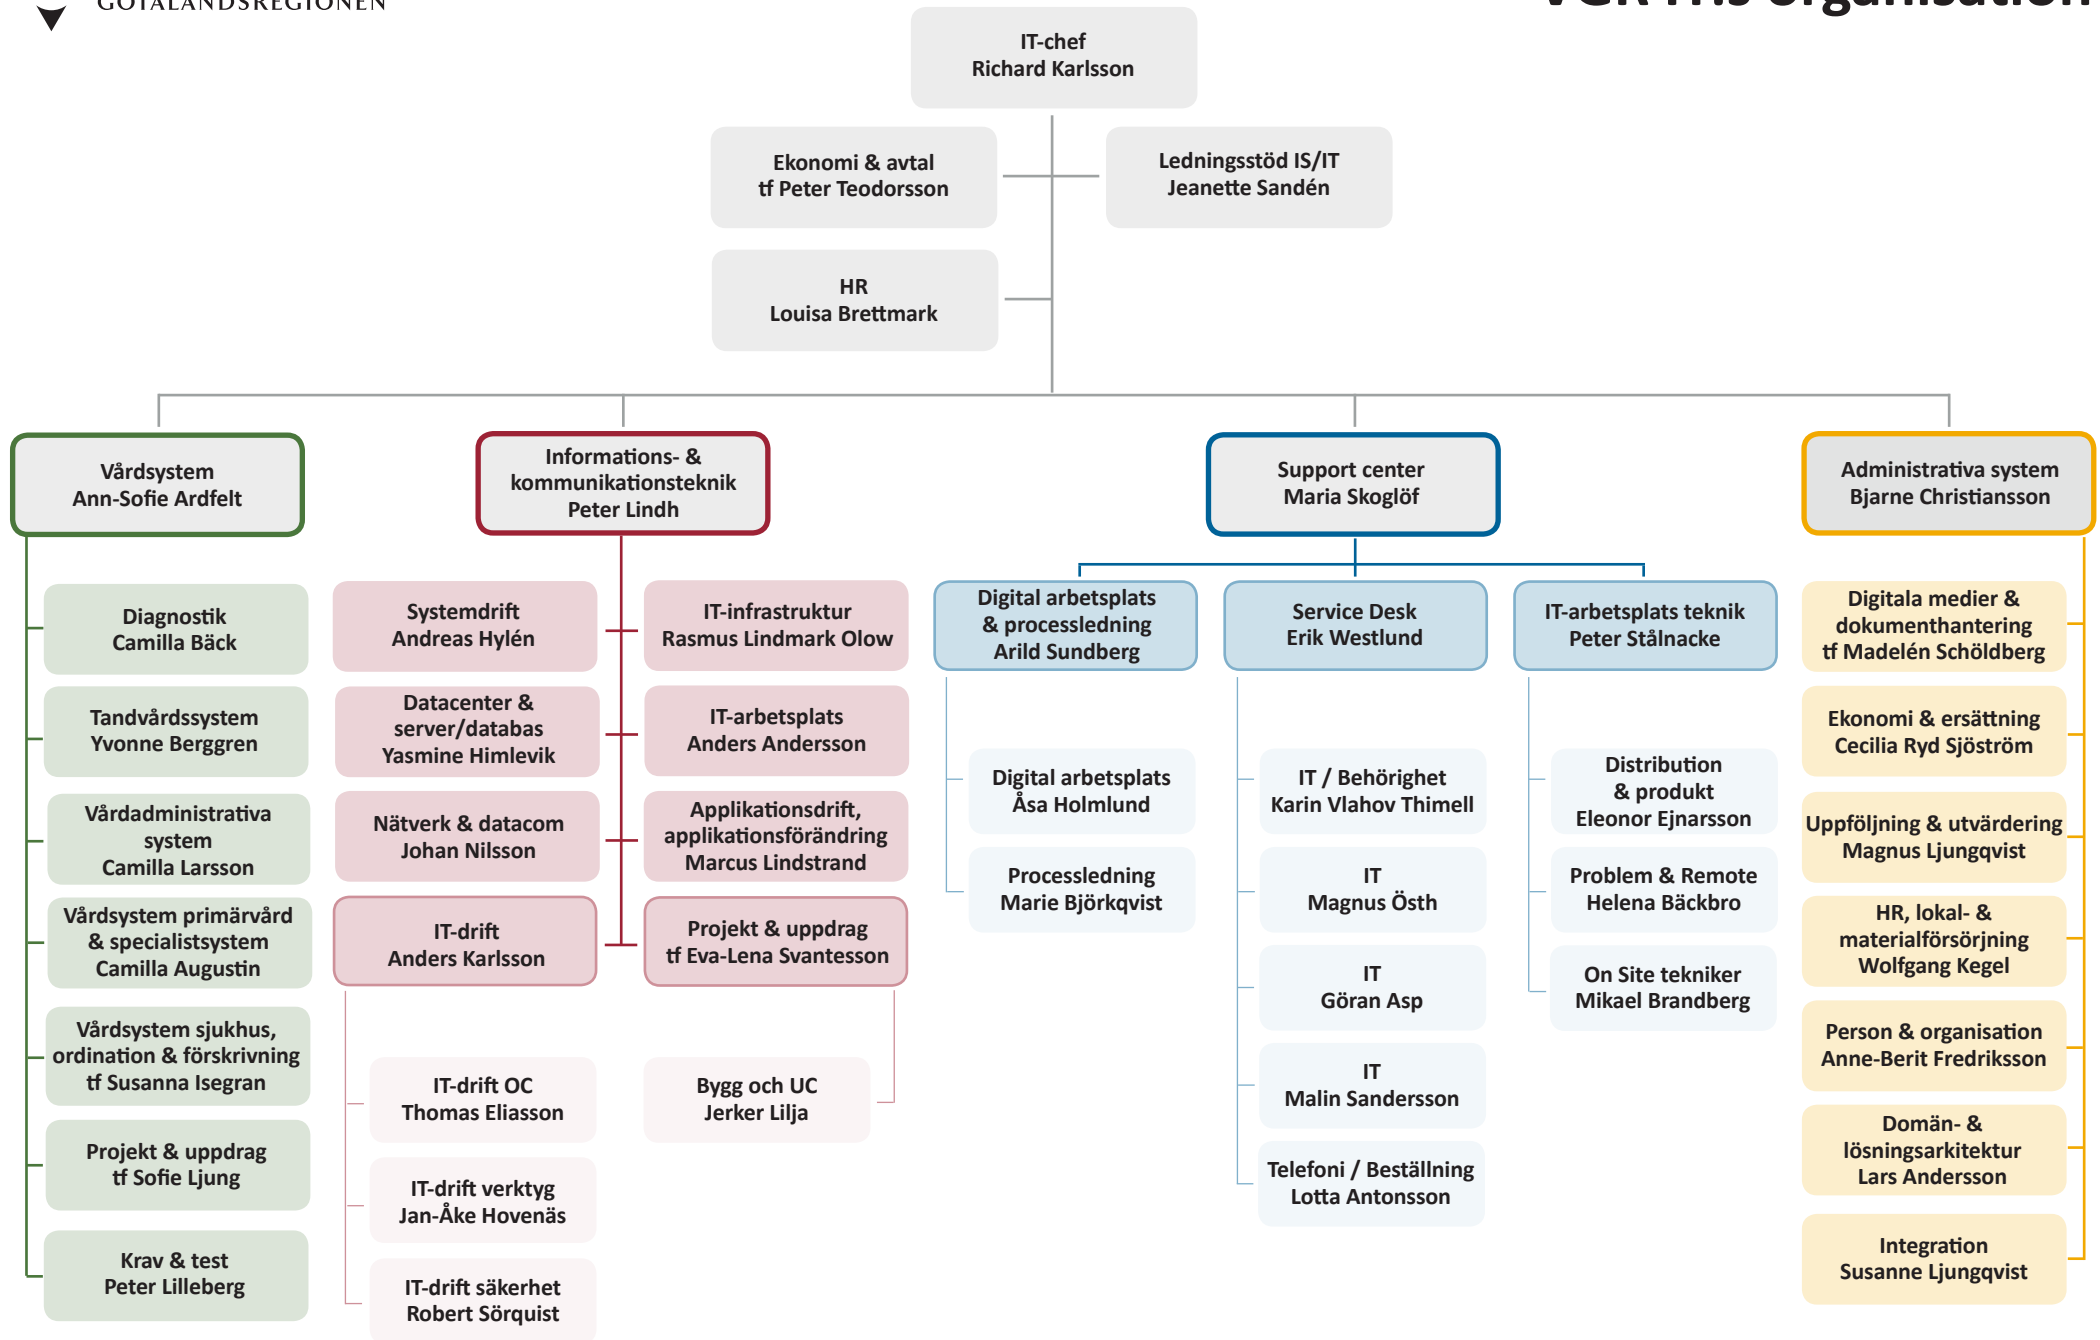 GÖTALANDSREGIONEN
VGR IT:s organisation
IT-chef
Richard Karlsson
Ekonomi & avtal
tf Peter Teodorsson
Ledningsstöd IS/IT
Jeanette Sandén
HR
Louisa Brettmark
Vårdsystem
Ann-Sofie Ardfelt
Informations- &
kommunikationsteknik
Peter Lindh
Support center
Maria Skoglöf
Administrativa system
Bjarne Christiansson
Diagnostik
Camilla Bäck
Tandvårdssystem
Yvonne Berggren
Vårdadministrativa
system
Camilla Larsson
Vårdsystem primärvård
& specialistsystem
Camilla Augustin
Vårdsystem sjukhus,
ordination & förskrivning
tf Susanna Isegran
Projekt & uppdrag
tf Sofie Ljung
Krav & test
Peter Lilleberg
Systemdrift
Andreas Hylén
Datacenter &
server/databas
Yasmine Himlevik
Nätverk & datacom
Johan Nilsson
IT-drift
Anders Karlsson
IT-drift OC
Thomas Eliasson
IT-drift verktyg
Jan-Åke Hovenäs
IT-drift säkerhet
Robert Sörquist
IT-infrastruktur
Rasmus Lindmark Olow
IT-arbetsplats
Anders Andersson
Applikationsdrift,
applikationsförändring
Marcus Lindstrand
Projekt & uppdrag
tf Eva-Lena Svantesson
Bygg och UC
Jerker Lilja
Digital arbetsplats
& processledning
Arild Sundberg
Digital arbetsplats
Åsa Holmlund
Processledning
Marie Björkqvist
Service Desk
Erik Westlund
IT / Behörighet
Karin Vlahov Thimell
IT
Magnus Östh
IT
Göran Asp
IT
Malin Sandersson
Telefoni / Beställning
Lotta Antonsson
IT-arbetsplats teknik
Peter Stålnacke
Distribution
& produkt
Eleonor Ejnarsson
Problem & Remote
Helena Bäckbro
On Site tekniker
Mikael Brandberg
Digitala medier &
dokumenthantering
tf Madelén Schöldberg
Ekonomi & ersättning
Cecilia Ryd Sjöström
Uppföljning & utvärdering
Magnus Ljungqvist
HR, lokal- &
materialförsörjning
Wolfgang Kegel
Person & organisation
Anne-Berit Fredriksson
Domän- &
lösningsarkitektur
Lars Andersson
Integration
Susanne Ljungqvist